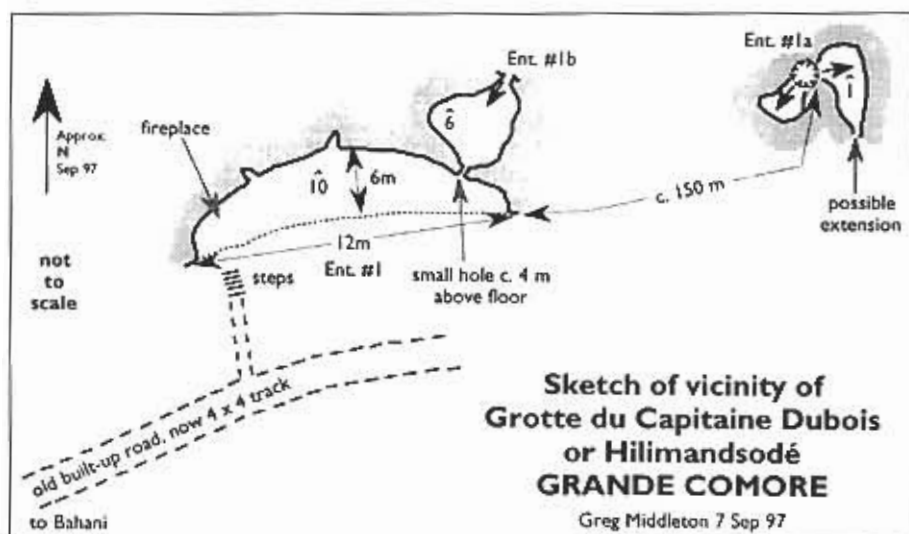 Approx.
N
Sep 97
fireplace
Ent. #1b
Ent. #1a
6
10
6m
1
c. 150 m
possible
extension
12m
Ent. #1
small hole c. 4 m
above floor
not
to
scale
steps
old built-up road, now 4 x 4 track
to Bahani
Sketch of vicinity of
Grotte du Capitaine Dubois
or Hilimandsodé
GRANDE COMORE
Greg Middleton 7 Sep 97